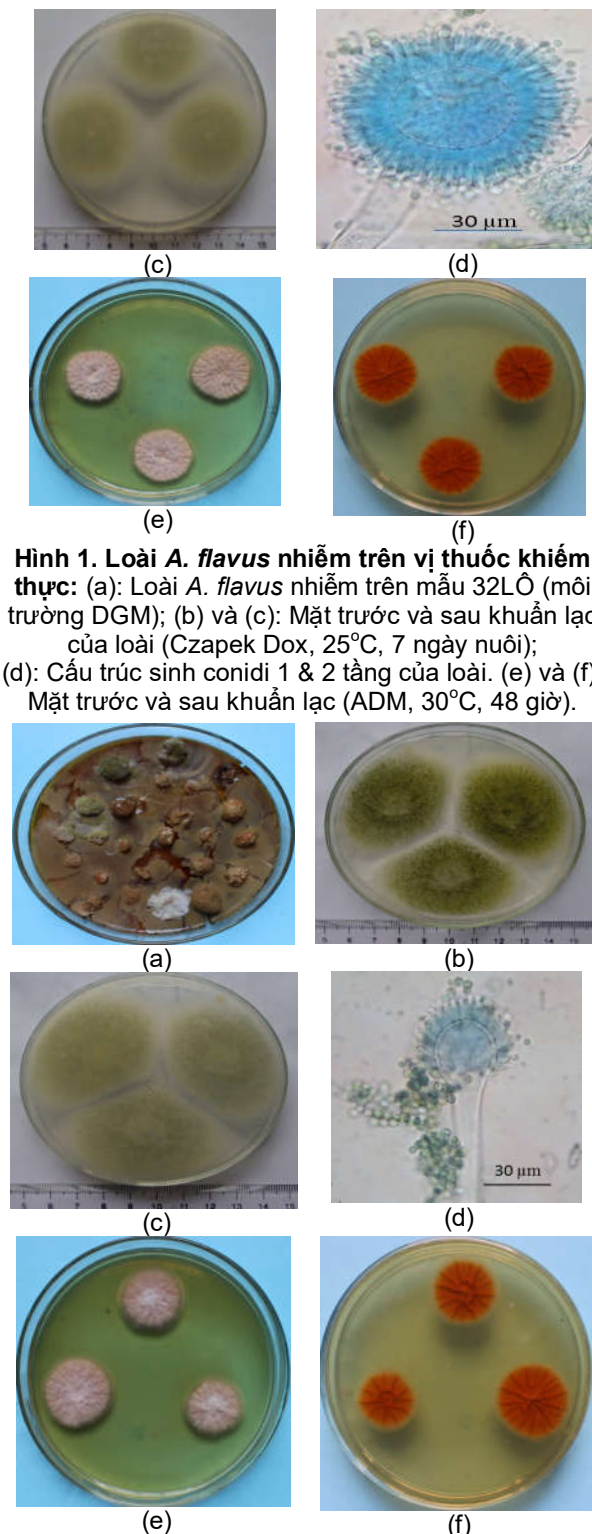 (c) (d)
30 µm
(e) (f)
Hình 1. Loài A. flavus nhiễm trên vị thuốc khiếm
thực: (a): Loài A. flavus nhiễm trên mẫu 32LÔ (môi
trường DGM); (b) và (c): Mặt trước và sau khuẩn lạc
của loài (Czapek Dox, 25°C, 7 ngày nuôi);
(d): Cấu trúc sinh conidi 1 & 2 tầng của loài. (e) và (f)
Mặt trước và sau khuẩn lạc (ADM, 30°C, 48 giờ).
(a) (b)
30 µm
(c) (d)
(e) (f)